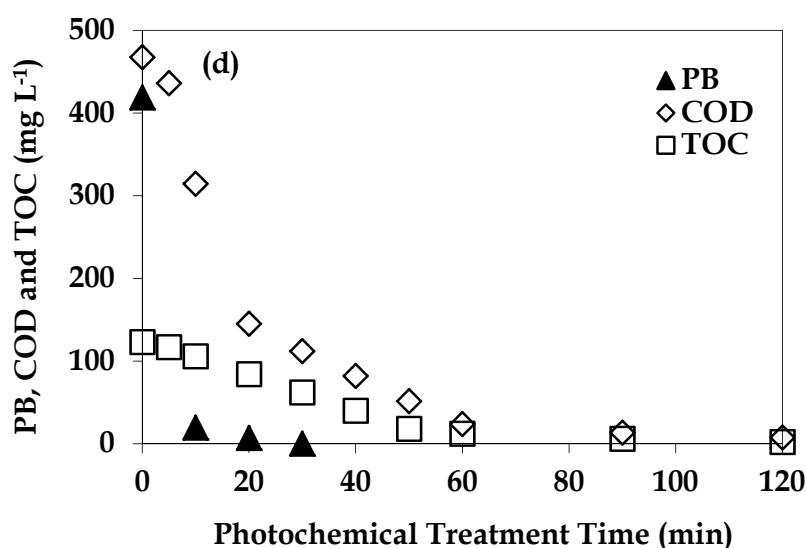 (d)
PB
COD
TOC
PB, COD and TOC (mg L⁻¹)
500
400
300
200
100
0
0 20 40 60 80 100 120
Photochemical Treatment Time (min)